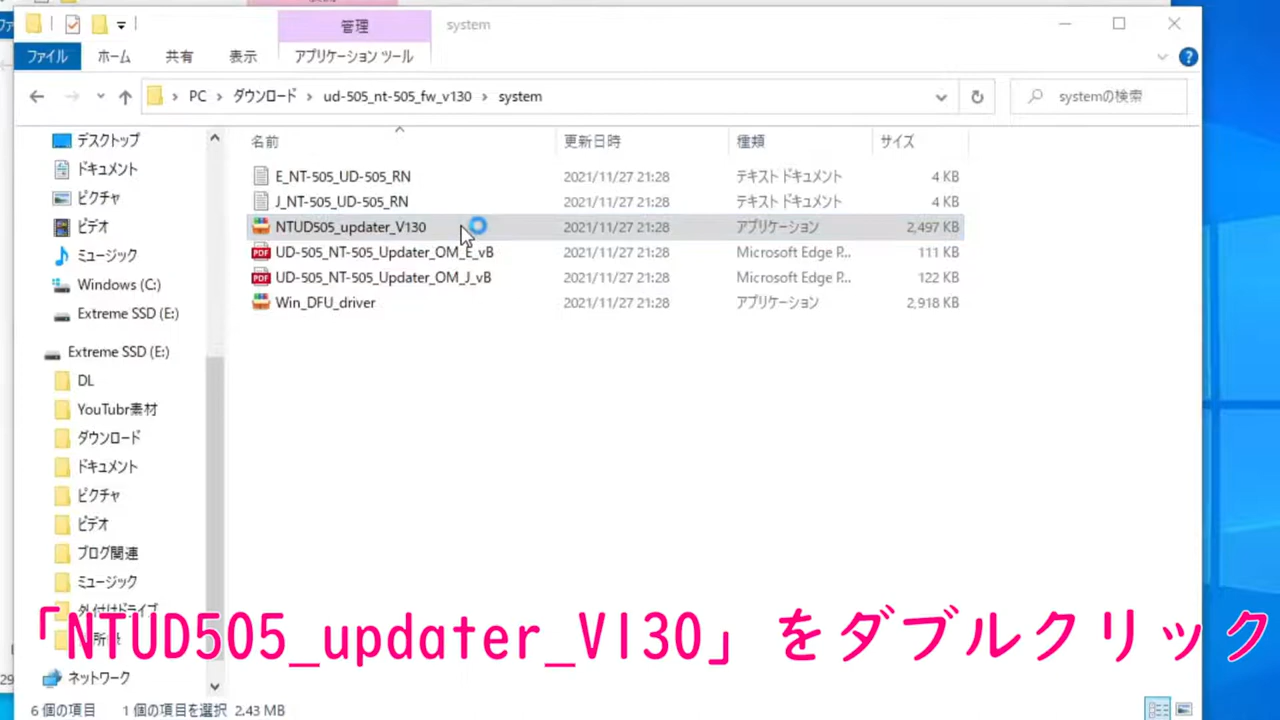 管理
system
ファイル
ホーム
共有
表示
アプリケーション ツール
PC
ダウンロード
ud-505_nt-505_fw_v130
system
systemの検索
名前
更新日時
種類
サイズ
E_NT-505_UD-505_RN 2021/11/27 21:28 テキスト ドキュメント 4 KB
J_NT-505_UD-505_RN 2021/11/27 21:28 テキスト ドキュメント 4 KB
NTUD505_updater_V130 2021/11/27 21:28 アプリケーション 2,497 KB
UD-505_NT-505_Updater_OM_E_vB 2021/11/27 21:28 Microsoft Edge P... 111 KB
UD-505_NT-505_Updater_OM_J_vB 2021/11/27 21:28 Microsoft Edge P... 122 KB
Win_DFU_driver 2021/11/27 21:28 アプリケーション 2,918 KB
デスクトップ
ドキュメント
ピクチャ
ビデオ
ミュージック
Windows (C:)
Extreme SSD (E:)
Extreme SSD (E:)
DL
YouTubr素材
ダウンロード
ドキュメント
ピクチャ
ビデオ
ブログ関連
ミュージック
外付けドライブ
ネットワーク
「NTUD505_updater_V130」をダブルクリック
6 個の項目
1 個の項目を選択 2.43 MB